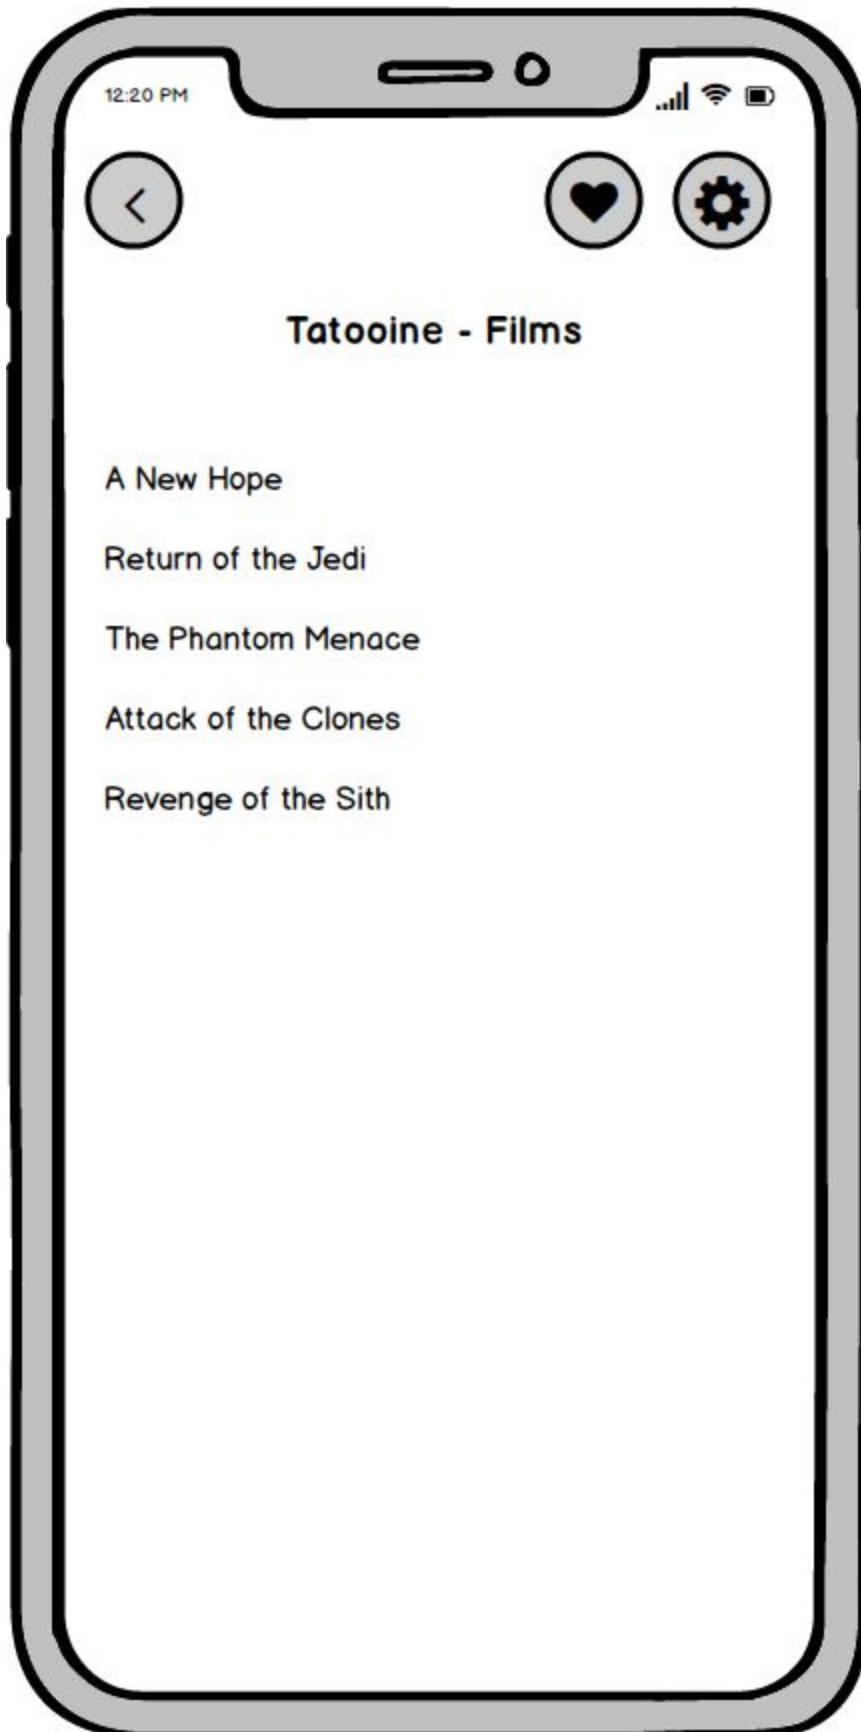 12:20 PM
Tatooine - Films
A New Hope
Return of the Jedi
The Phantom Menace
Attack of the Clones
Revenge of the Sith